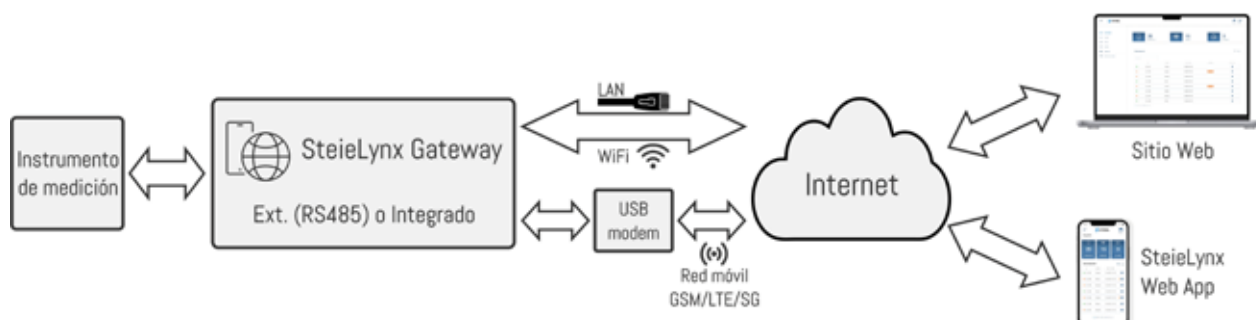 Instrumento
de medición
SteieLynx Gateway
Ext. (RS485) o Integrado
LAN
WiFi
USB
modem
Red móvil
GSM/LTE/SG
Internet
Sitio Web
SteieLynx
Web App